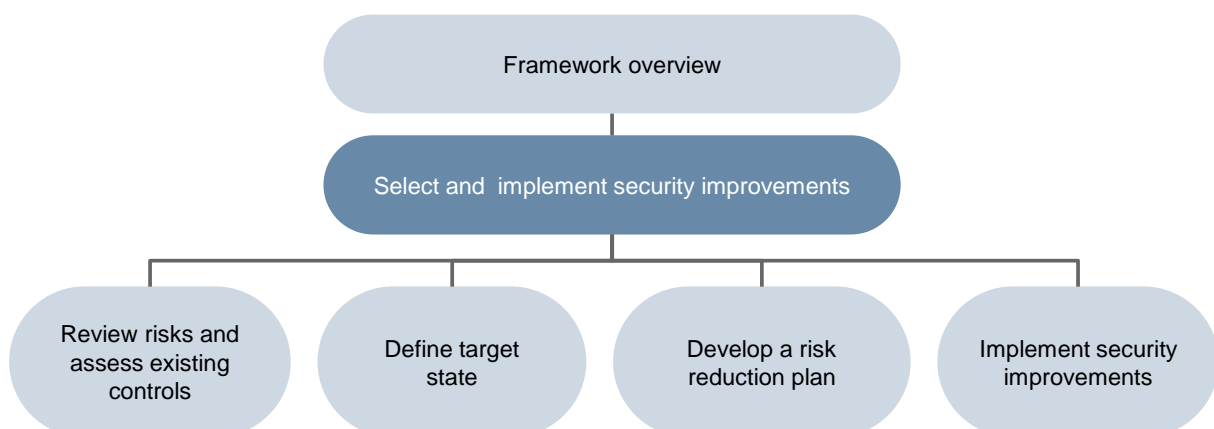 Framework overview
Select and  implement security improvements
Review risks and
assess existing
controls
Define target
state
Develop a risk
reduction plan
Implement security
improvements